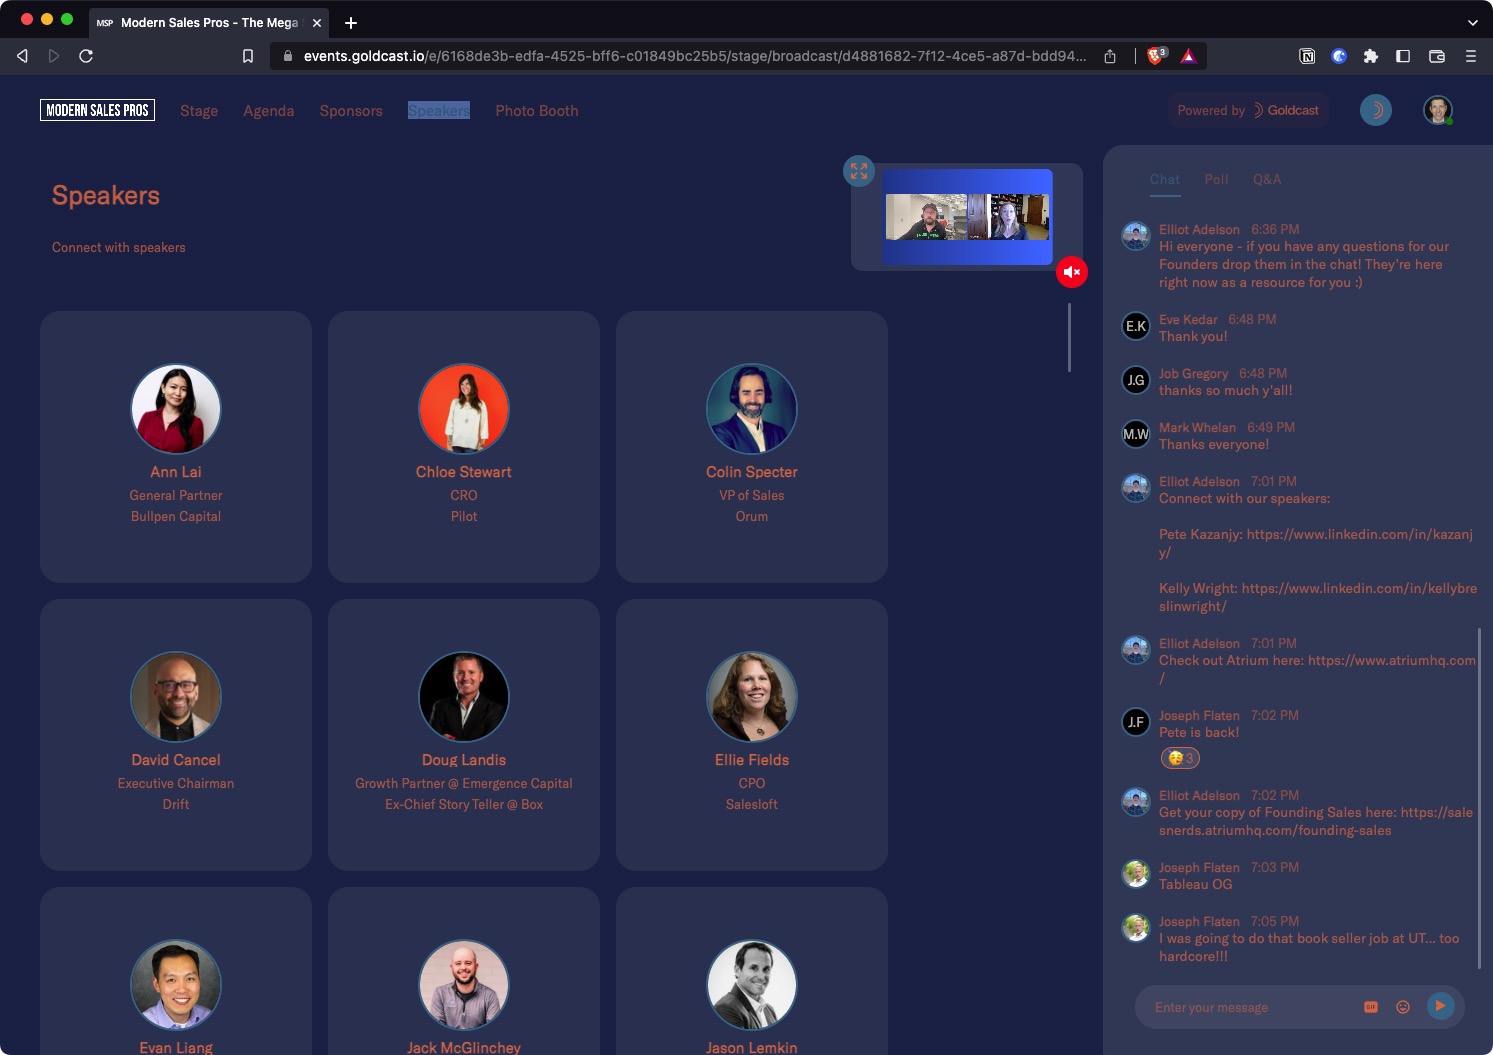 MSP Modern Sales Pros - The Mega
events.goldcast.io/e/6168de3b-edfa-4525-bff6-c01849bc25b5/stage/broadcast/d4881682-7f12-4ce5-a87d-bdd94...
3
MODERN SALES PROS
Stage
Agenda
Sponsors
Speakers
Photo Booth
Powered by Goldcast
Speakers
Connect with speakers
Ann Lai
General Partner
Bullpen Capital
Chloe Stewart
CRO
Pilot
Colin Specter
VP of Sales
Orum
David Cancel
Executive Chairman
Drift
Doug Landis
Growth Partner @ Emergence Capital
Ex-Chief Story Teller @ Box
Ellie Fields
CPO
Salesloft
Evan Liang
Jack McGlinchey
Jason Lemkin
Chat
Poll
Q&A
Elliot Adelson 6:36 PM
Hi everyone - if you have any questions for our
Founders drop them in the chat! They're here
right now as a resource for you :)
E.K
Eve Kedar 6:48 PM
Thank you!
J.G
Job Gregory 6:48 PM
thanks so much y'all!
M.W
Mark Whelan 6:49 PM
Thanks everyone!
Elliot Adelson 7:01 PM
Connect with our speakers:
Pete Kazanjy: https://www.linkedin.com/in/kazanj
y/
Kelly Wright: https://www.linkedin.com/in/kellybre
slinwright/
Elliot Adelson 7:01 PM
Check out Atrium here: https://www.atriumhq.com
/
J.F
Joseph Flaten 7:02 PM
Pete is back!
🥳 3
Elliot Adelson 7:02 PM
Get your copy of Founding Sales here: https://sale
snerds.atriumhq.com/founding-sales
Joseph Flaten 7:03 PM
Tableau OG
Joseph Flaten 7:05 PM
I was going to do that book seller job at UT... too
hardcore!!!
Enter your message
GIF